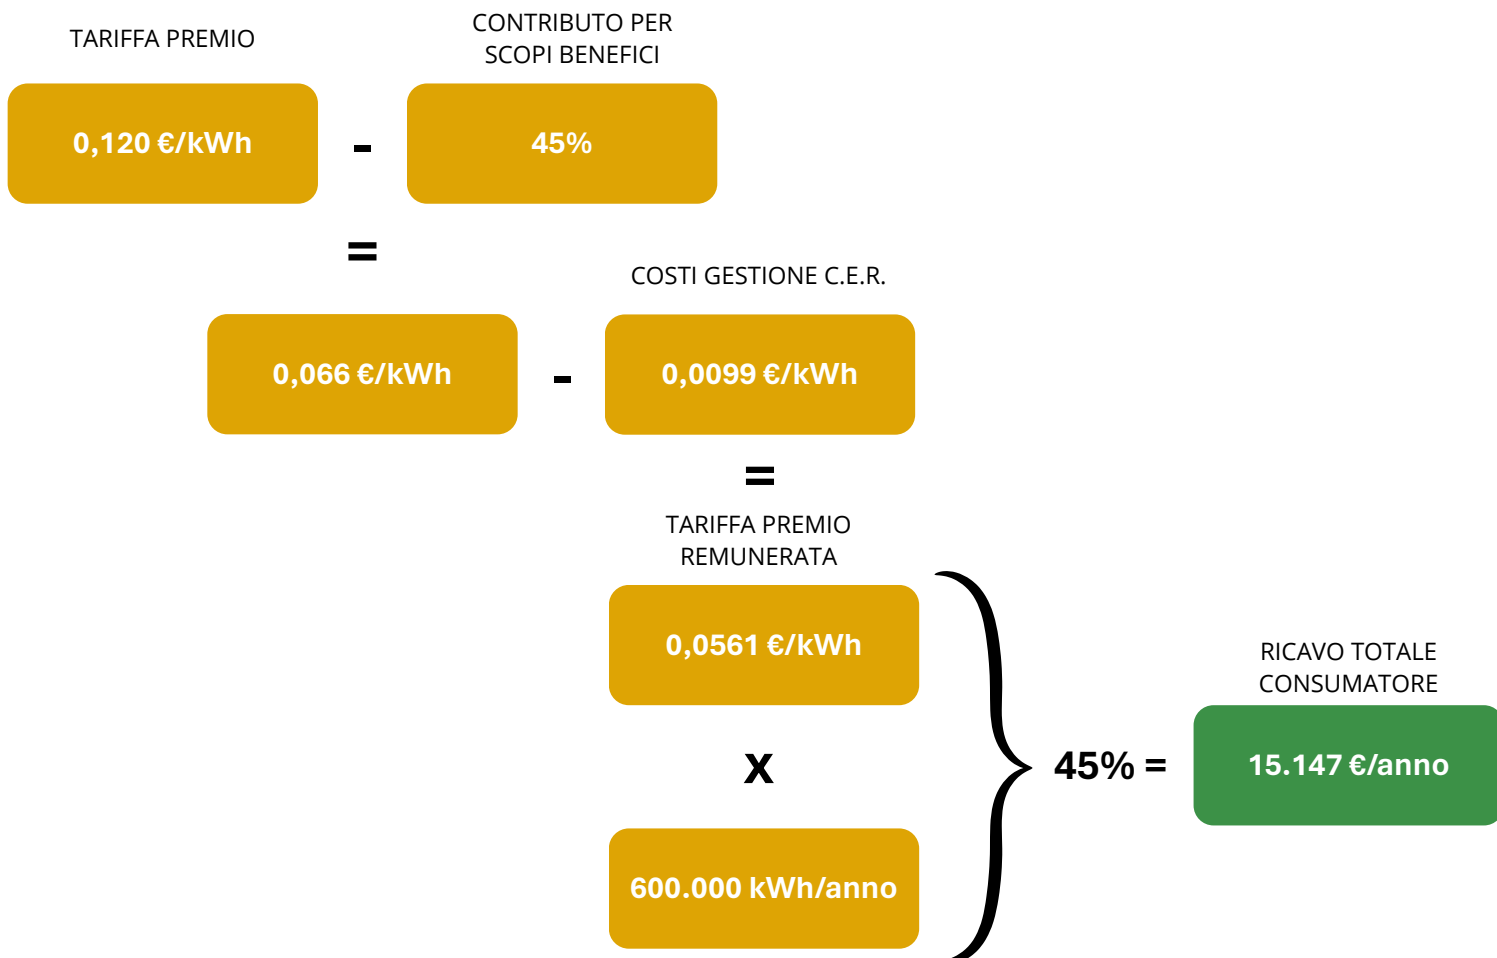 TARIFFA PREMIO
CONTRIBUTO PER
SCOPI BENEFICI
0,120 €/kWh
-
45%
=
COSTI GESTIONE C.E.R.
0,066 €/kWh
-
0,0099 €/kWh
=
TARIFFA PREMIO
REMUNERATA
0,0561 €/kWh
x
600.000 kWh/anno
45% =
RICAVO TOTALE
CONSUMATORE
15.147 €/anno